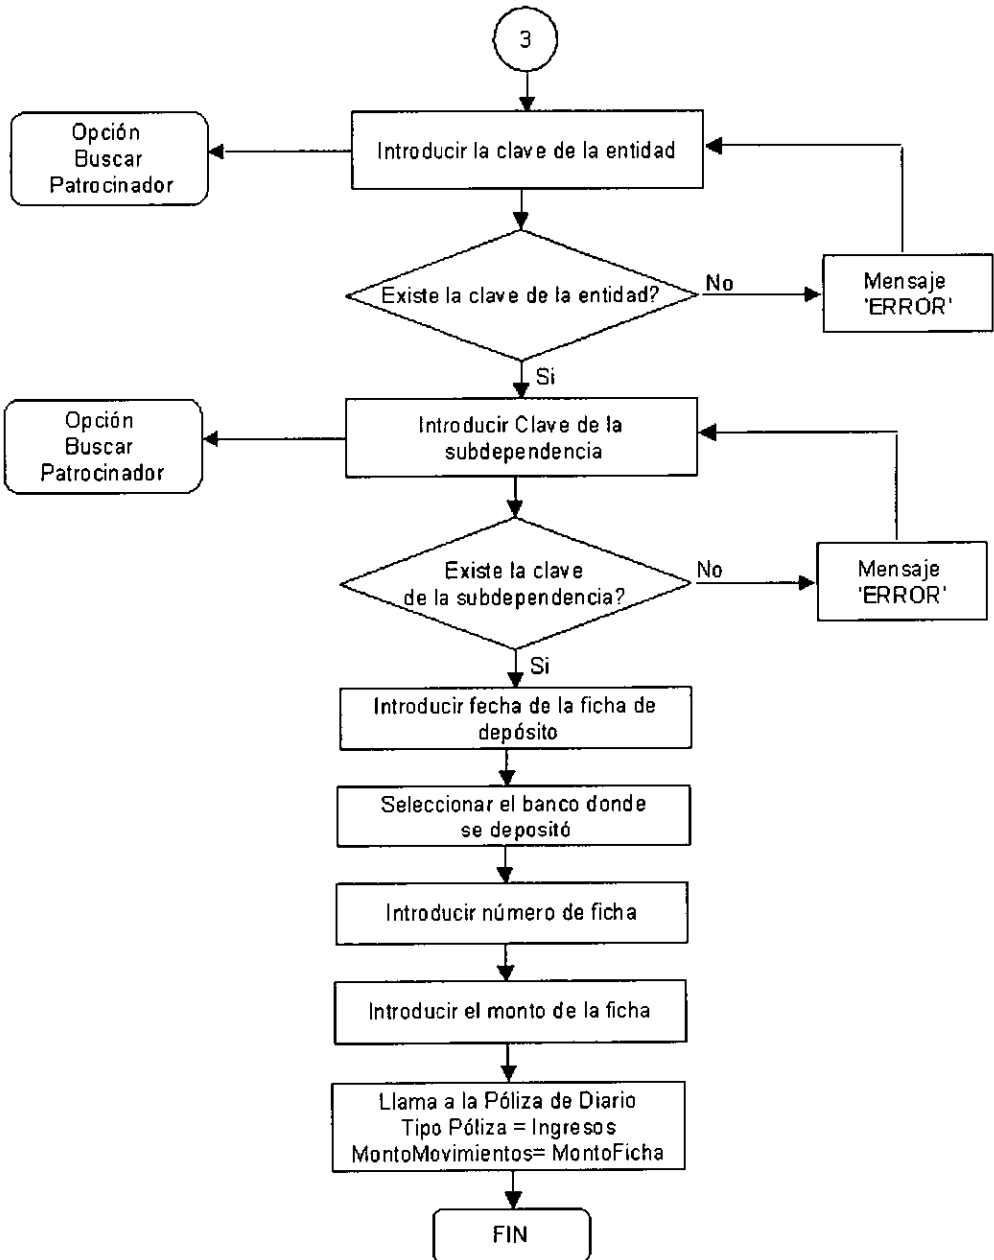 3
Opción
Buscar
Patrocinador
Introducir la clave de la entidad
Existe la clave de la entidad?
No
Mensaje
'ERROR'
Si
Opción
Buscar
Patrocinador
Introducir Clave de la
subdependencia
Existe la clave
de la subdependencia?
No
Mensaje
'ERROR'
Si
Introducir fecha de la ficha de
depósito
Seleccionar el banco donde
se depositó
Introducir número de ficha
Introducir el monto de la ficha
Llama a la Póliza de Diario
Tipo Póliza = Ingresos
MontoMovimientos= MontoFicha
FIN